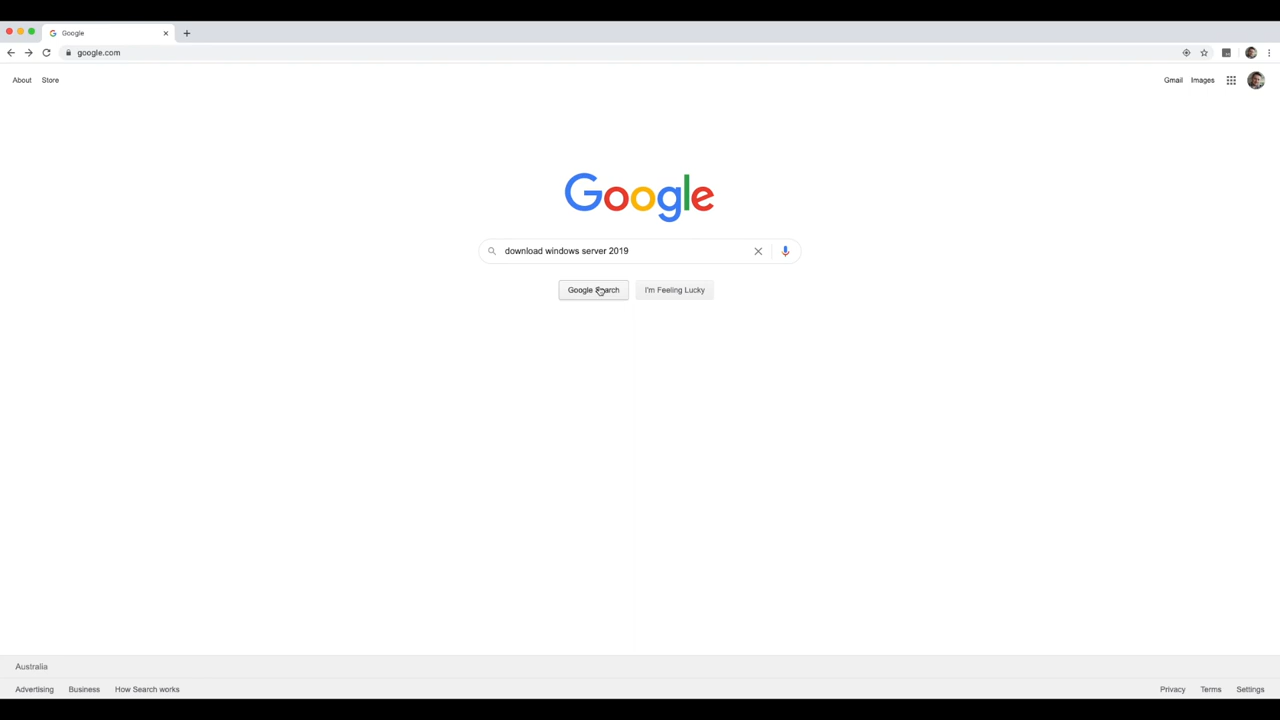 Google
google.com
About Store
Gmail Images
Google
download windows server 2019
Google Search
I'm Feeling Lucky
Australia
Advertising Business How Search works
Privacy Terms Settings